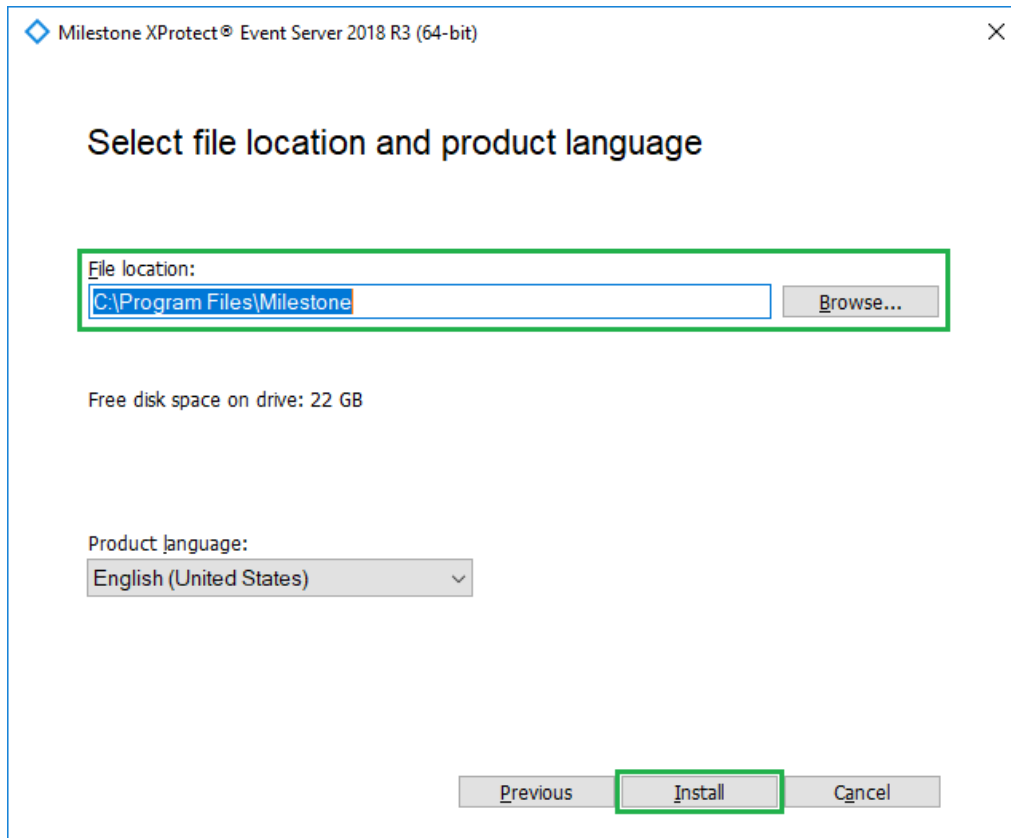 Milestone XProtect® Event Server 2018 R3 (64-bit)
Select file location and product language
File location:
C:\Program Files\Milestone
Browse...
Free disk space on drive: 22 GB
Product language:
English (United States)
Previous
Install
Cancel